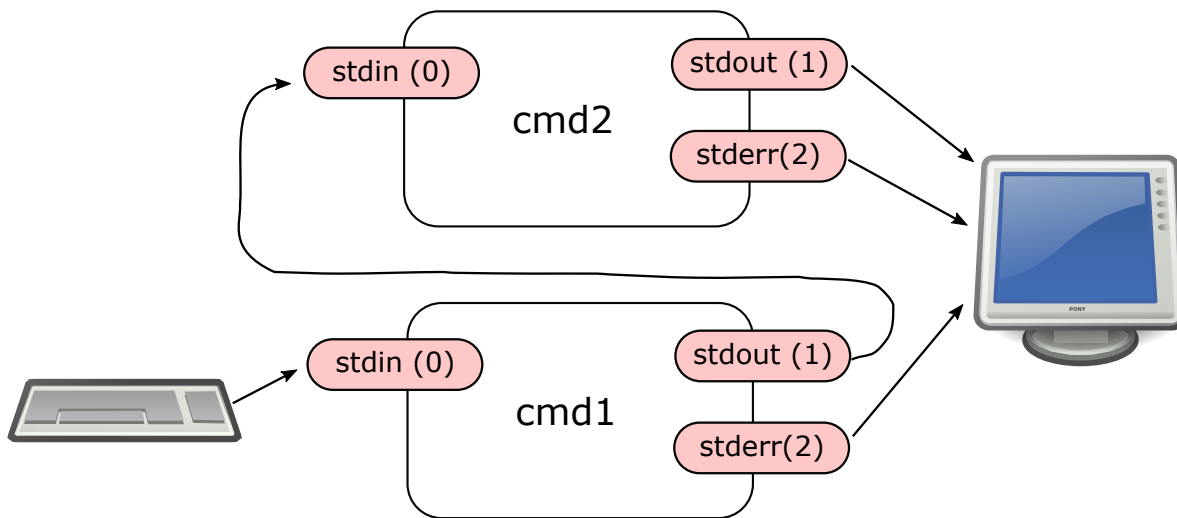 stdin (0)
stdout (1)
cmd2
stderr(2)
PONY
stdin (0)
stdout (1)
cmd1
stderr(2)